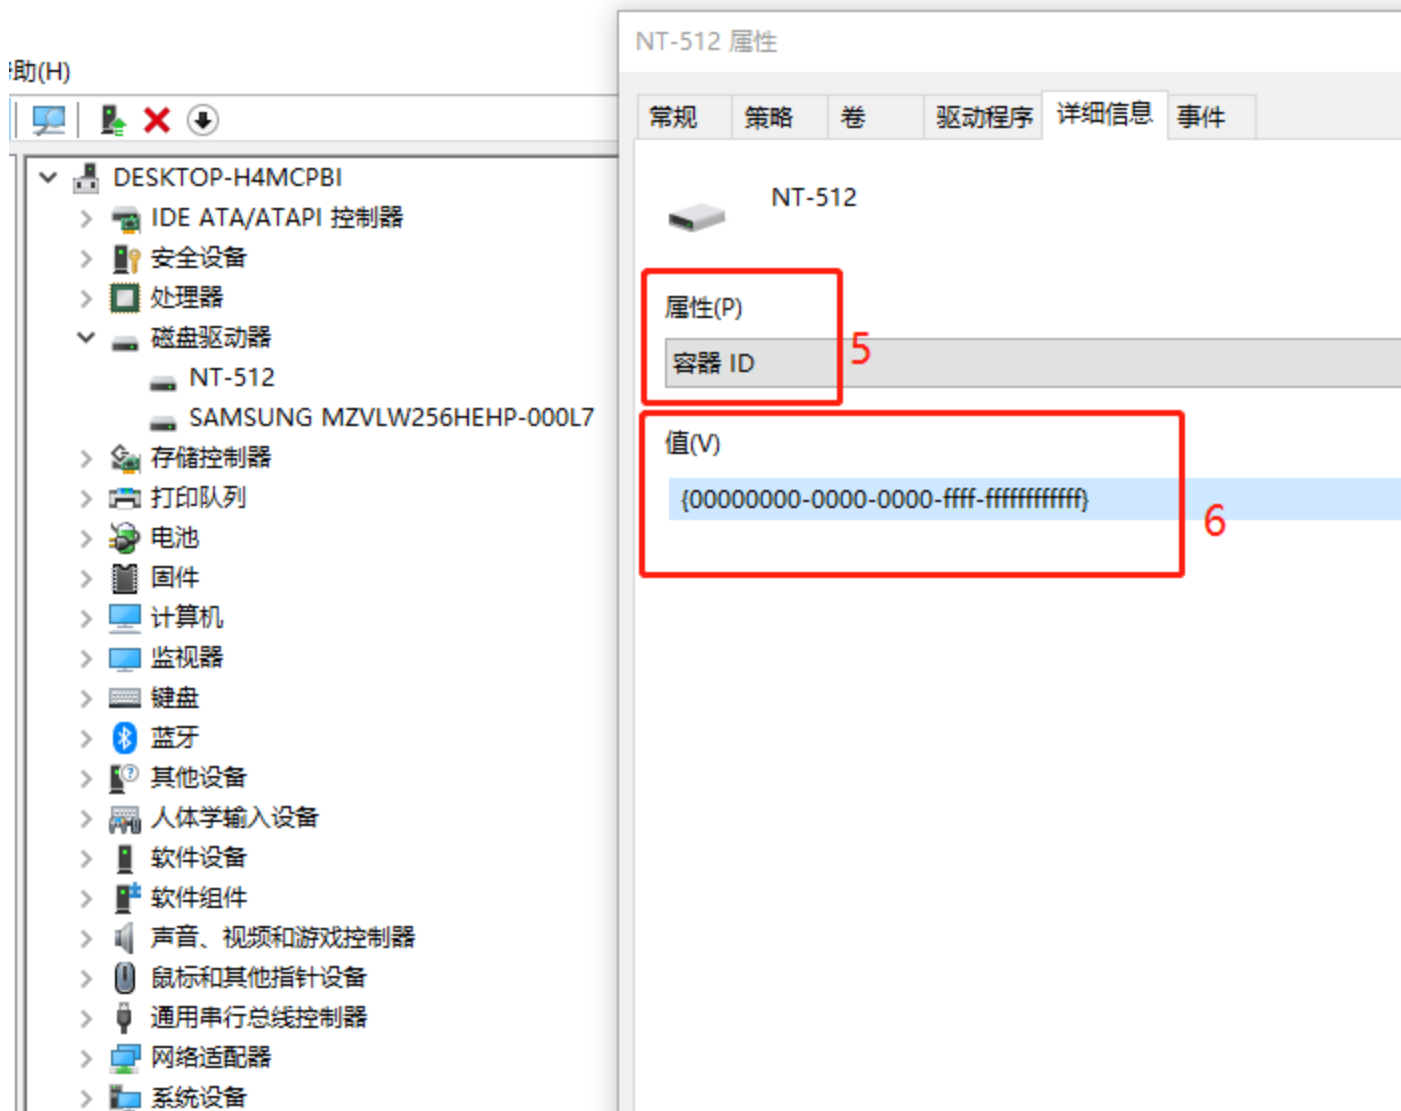 NT-512 属性
助(H)
常规 策略 卷 驱动程序 详细信息 事件
DESKTOP-H4MCPBI
IDE ATA/ATAPI 控制器
安全设备
处理器
磁盘驱动器
NT-512
SAMSUNG MZVLW256HEHP-000L7
存储控制器
打印队列
电池
固件
计算机
监视器
键盘
蓝牙
其他设备
人体学输入设备
软件设备
软件组件
声音、视频和游戏控制器
鼠标和其他指针设备
通用串行总线控制器
网络适配器
系统设备
NT-512
属性(P)
容器 ID
5
值(V)
{00000000-0000-0000-ffff-ffffffffffff}
6